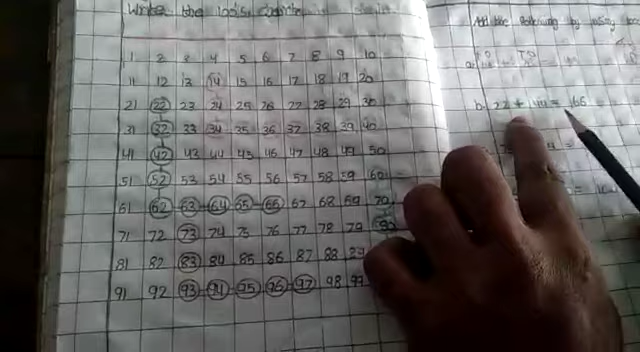 Write the 100's
1 2 3 4 5 6 7 8 9 10
11 12 13 14 15 16 17 18 19 20
21 22 23 24 25 26 27 28 29 30
31 32 33 34 35 36 37 38 39 40
41 42 43 44 45 46 47 48 49 50
51 52 53 54 55 56 57 58 59 60
61 62 63 64 65 66 67 68 69 70
71 72 73 74 75 76 77 78 79 80
81 82 83 84 85 86 87 88 89
91 92 93 94 95 96 97 98 99
Add the following by using
b. 22 + 44 = 66